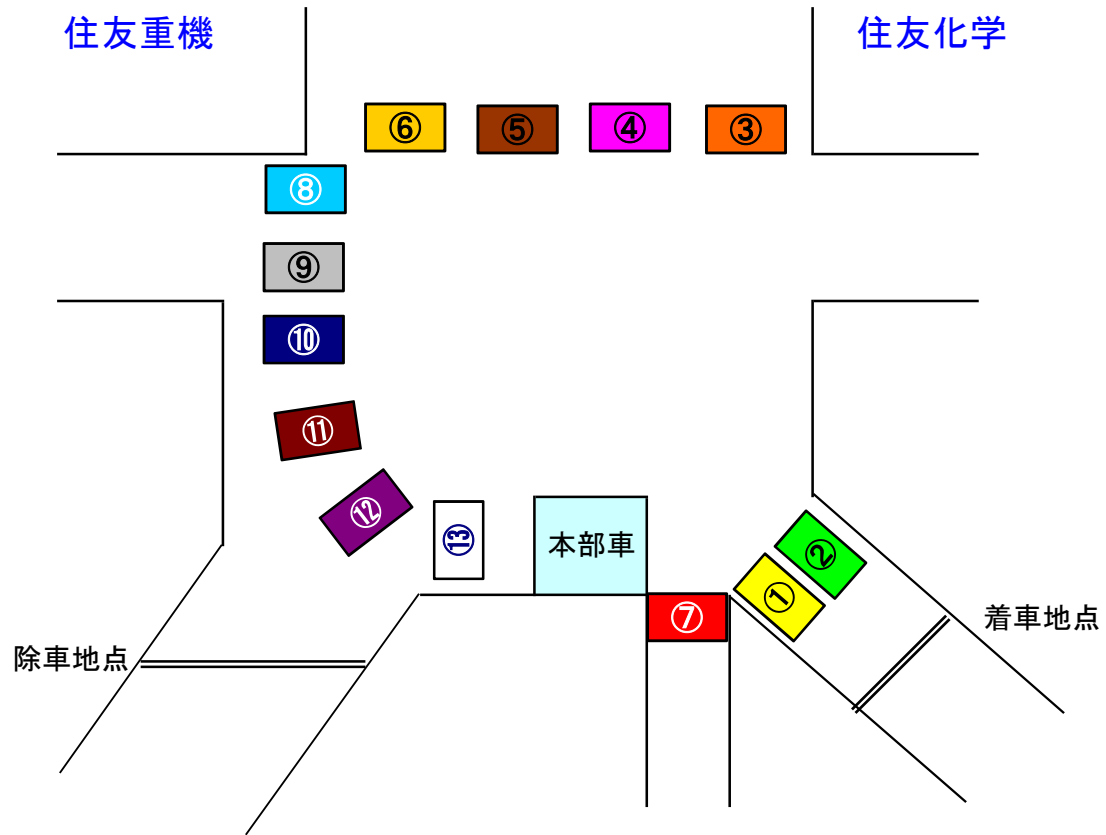 住友重機
住友化学
⑥
⑤
④
③
⑧
⑨
⑩
⑪
⑫
⑬
本部車
②
①
⑦
着車地点
除車地点